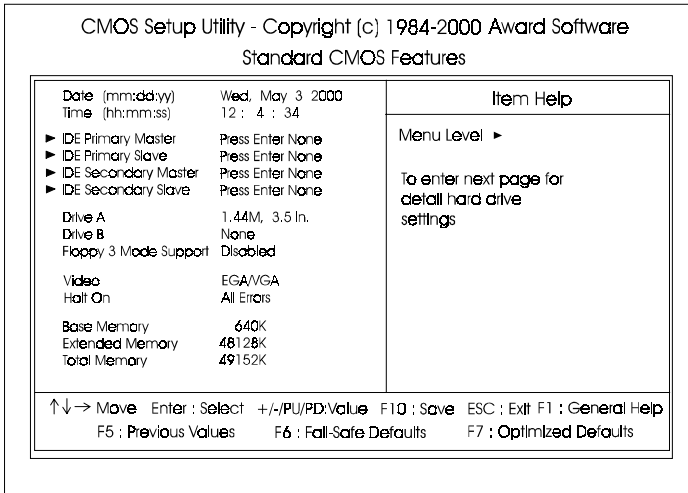 CMOS Setup Utility - Copyright (c) 1984-2000 Award Software
Standard CMOS Features
Date (mm:dd:yy) Wed, May 3 2000
Time (hh:mm:ss) 12 : 4 : 34
► IDE Primary Master Press Enter None
► IDE Primary Slave Press Enter None
► IDE Secondary Master Press Enter None
► IDE Secondary Slave Press Enter None
Drive A 1.44M, 3.5 in.
Drive B None
Floppy 3 Mode Support Disabled
Video EGA/VGA
Halt On All Errors
Base Memory 640K
Extended Memory 48128K
Total Memory 49152K
Item Help
Menu Level ►
To enter next page for
detail hard drive
settings
↑↓→ Move Enter : Select +/-/PU/PD:Value F10 : Save ESC : Exit F1 : General Help
F5 : Previous Values F6 : Fail-Safe Defaults F7 : Optimized Defaults